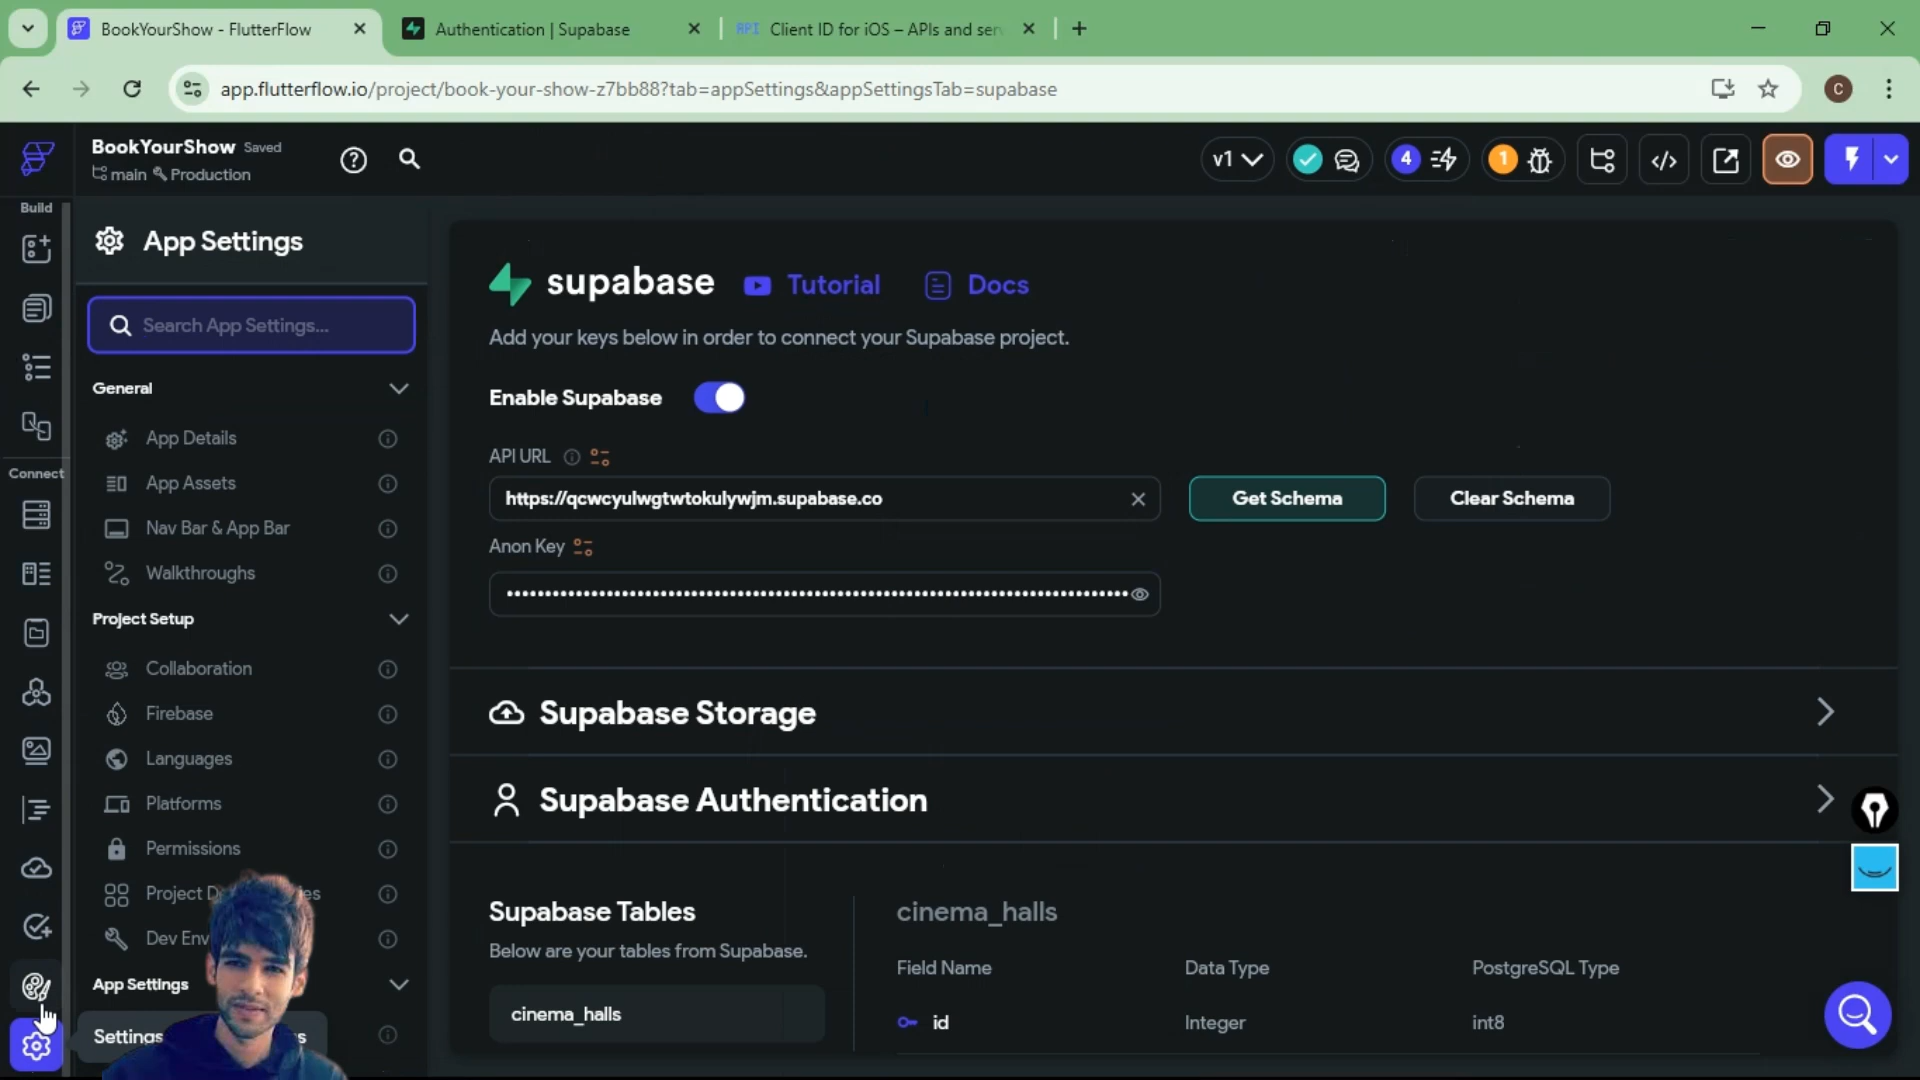 BookYourShow - FlutterFlow
Authentication | Supabase
API Client ID for iOS – APIs and ser
app.flutterflow.io/project/book-your-show-z7bb88?tab=appSettings&appSettingsTab=supabase
C
BookYourShow Saved
main Production
v1
4
1
Build
Connect
App Settings
Search App Settings...
General
App Details
App Assets
Nav Bar & App Bar
Walkthroughs
Project Setup
Collaboration
Firebase
Languages
Platforms
Permissions
Project D es
Dev Env
App Settings
Settings s
supabase Tutorial Docs
Add your keys below in order to connect your Supabase project.
Enable Supabase
API URL
https://qcwcyulwgtwtokulywjm.supabase.co
Get Schema
Clear Schema
Anon Key
Supabase Storage
Supabase Authentication
Supabase Tables
Below are your tables from Supabase.
cinema_halls
cinema_halls
Field Name Data Type PostgreSQL Type
id Integer int8